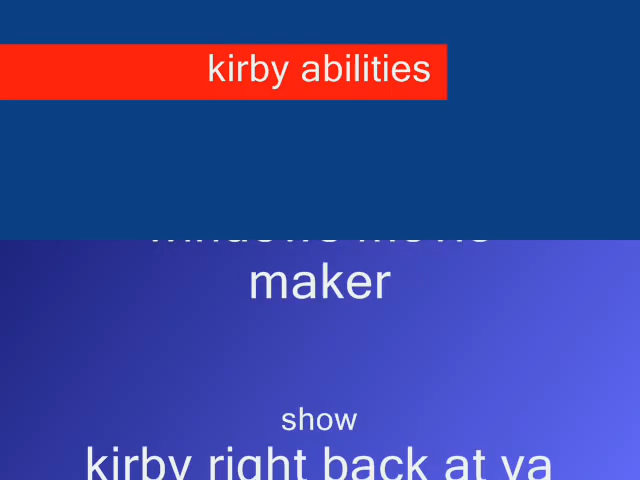 kirby abilities
maker
show
kirby right back at ya